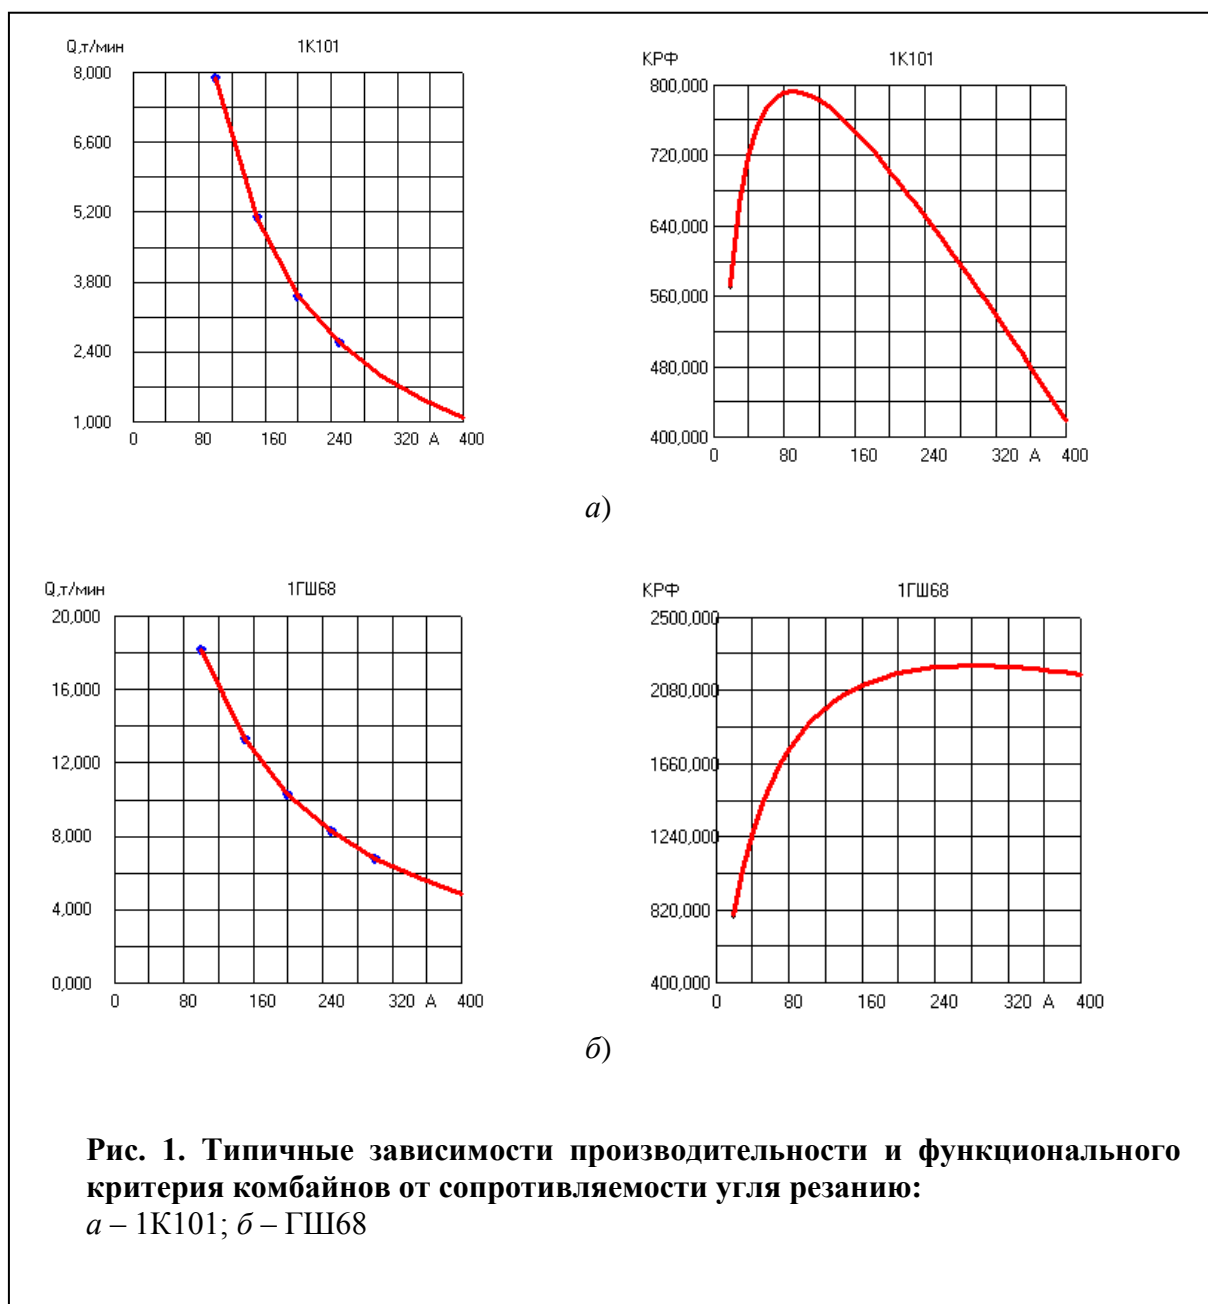 Q,т/мин 1К101
8,000
6,600
5,200
3,800
2,400
1,000
0 80 160 240 320 А 400
КРФ 1К101
800,000
720,000
640,000
560,000
480,000
400,000
0 80 160 240 320 А 400
а)
Q,т/мин 1ГШ68
20,000
16,000
12,000
8,000
4,000
0,000
0 80 160 240 320 А 400
КРФ 1ГШ68
2500,000
2080,000
1660,000
1240,000
820,000
400,000
0 80 160 240 320 А 400
б)
Рис. 1. Типичные зависимости производительности и функционального
критерия комбайнов от сопротивляемости угля резанию:
а – 1К101; б – ГШ68